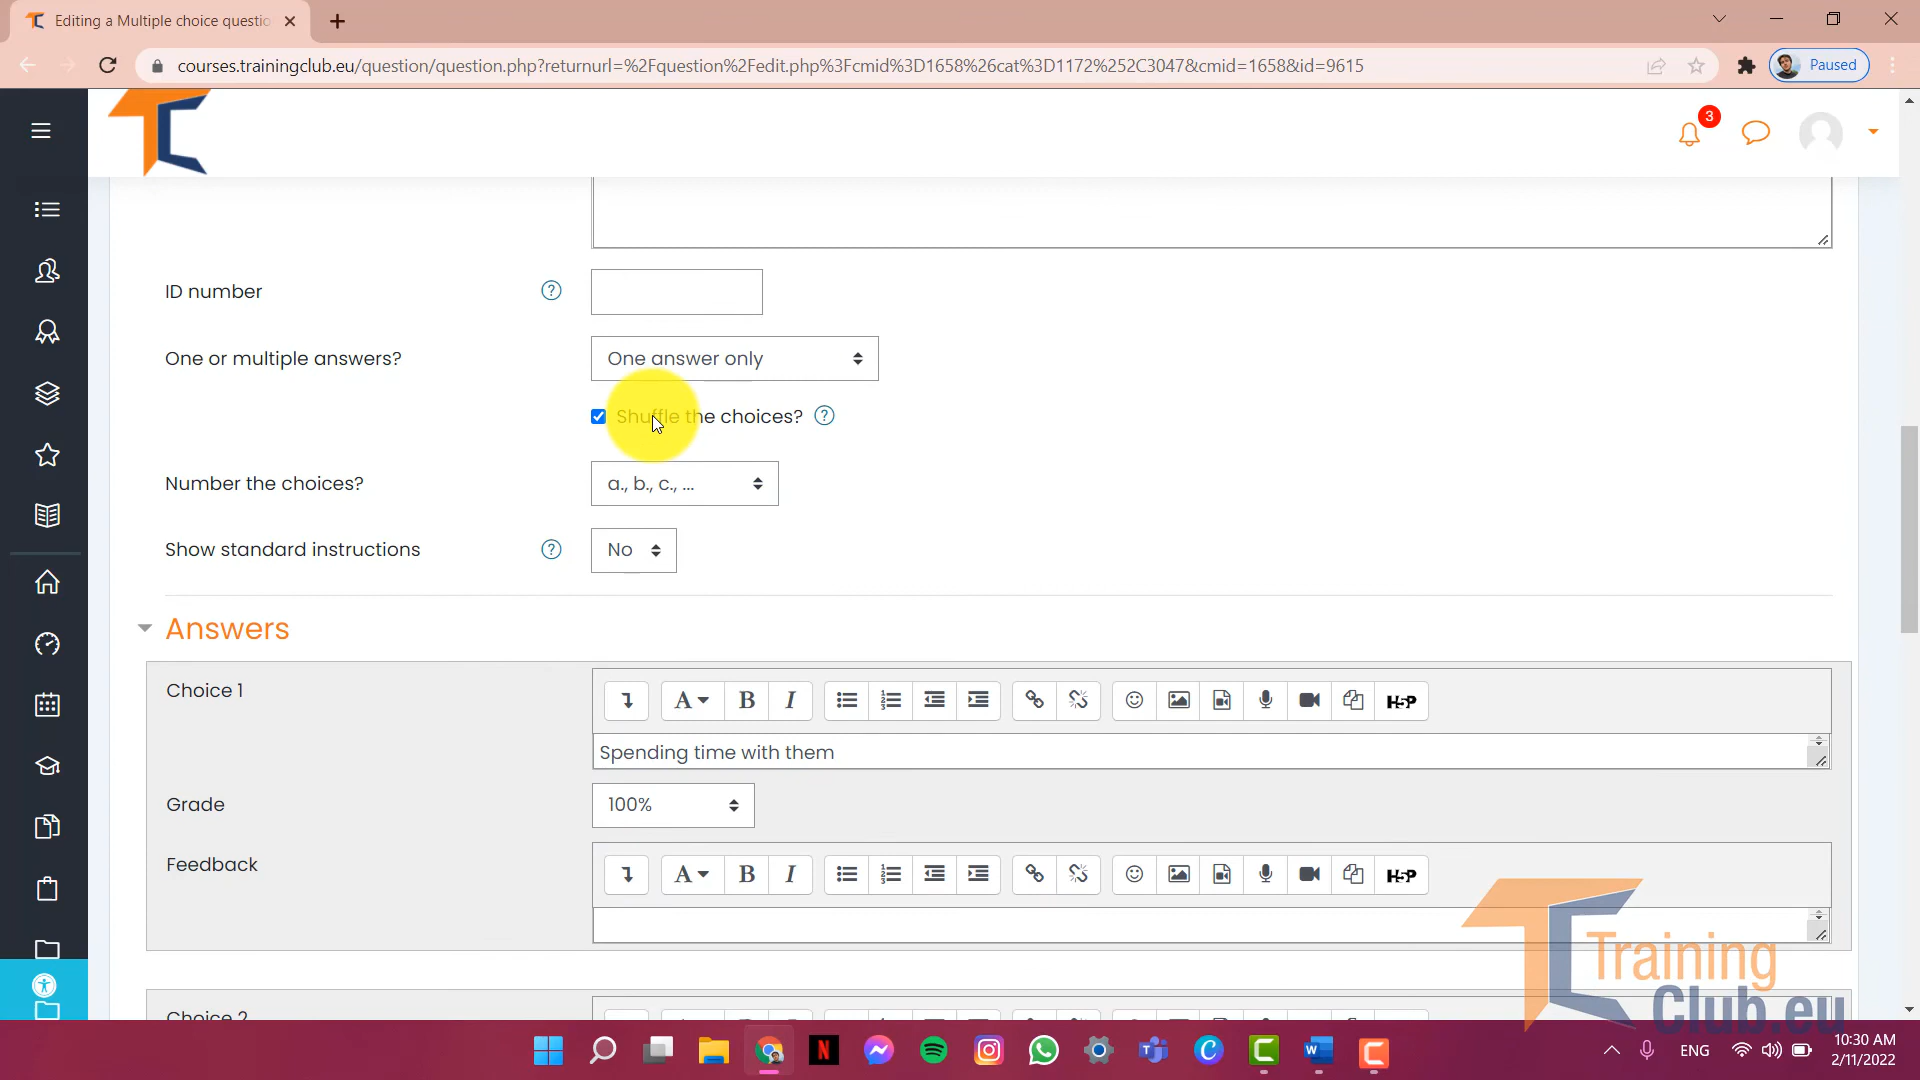 Editing a Multiple choice questio
courses.trainingclub.eu/question/question.php?returnurl=%2Fquestion%2Fedit.php%3Fcmid%3D1658%26cat%3D1172%252C3047&cmid=1658&id=9615
Paused
3
ID number
One or multiple answers?
One answer only
Shuffle the choices?
Number the choices?
a., b., c., ...
Show standard instructions
No
Answers
Choice 1
H5P
Spending time with them
Grade
100%
Feedback
H5P
Choice 2
Training
Club.eu
ENG
10:30 AM
2/11/2022